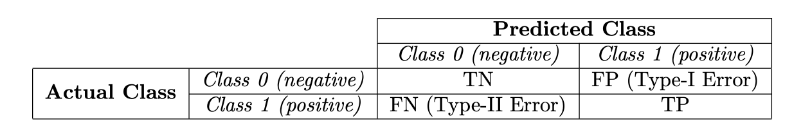 Predicted Class
Class 0 (negative) Class 1 (positive)
Actual Class Class 0 (negative) TN FP (Type-I Error)
Class 1 (positive) FN (Type-II Error) TP